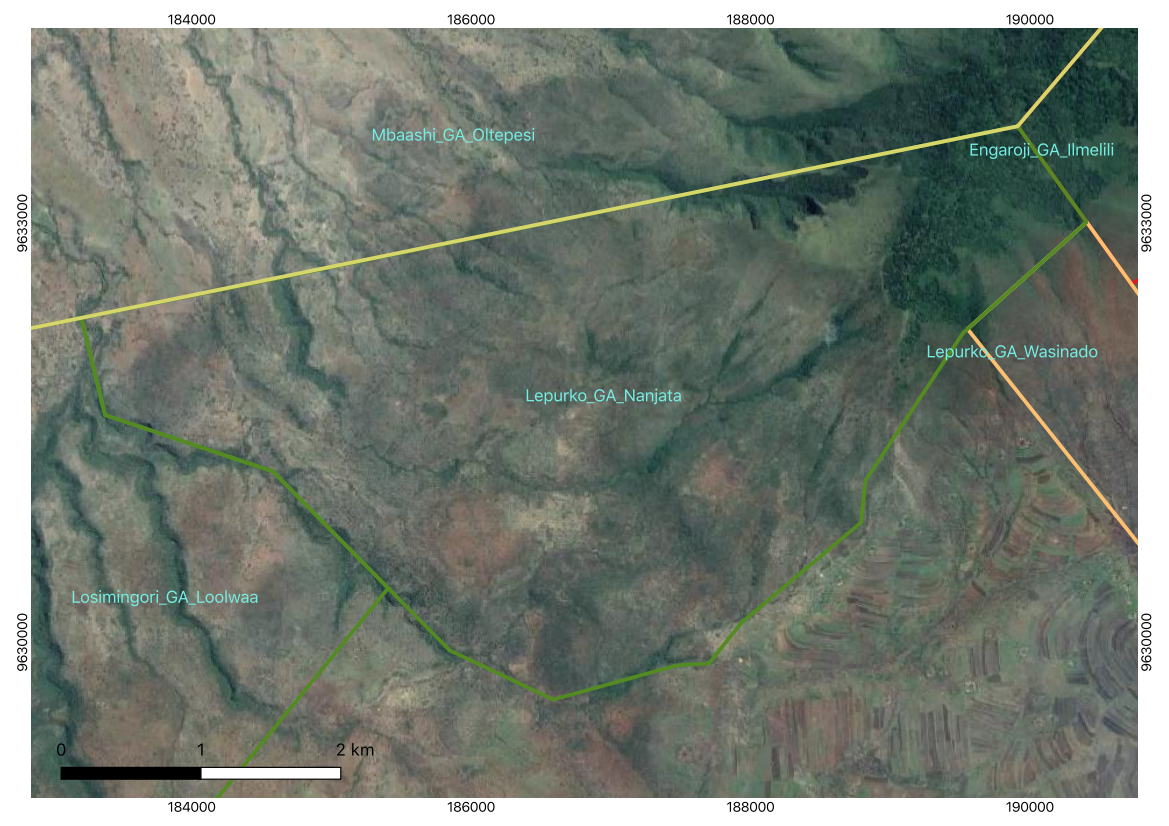 184000 186000 188000 190000
Mbaashi_GA_Oltepesi
Engaroji_GA_Ilmelili
9633000 9633000
Lepurko_GA_Wasinado
Lepurko_GA_Nanjata
Losimingori_GA_Loolwaa
9630000 9630000
0 1 2 km
184000 186000 188000 190000